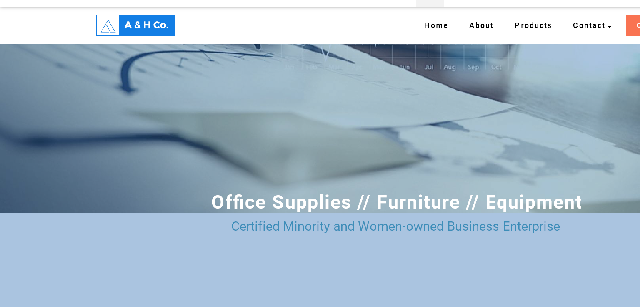 A & H Co.
Home About Products Contact
Jul Aug Sep
Office Supplies // Furniture // Equipment
Certified Minority and Women-owned Business Enterprise